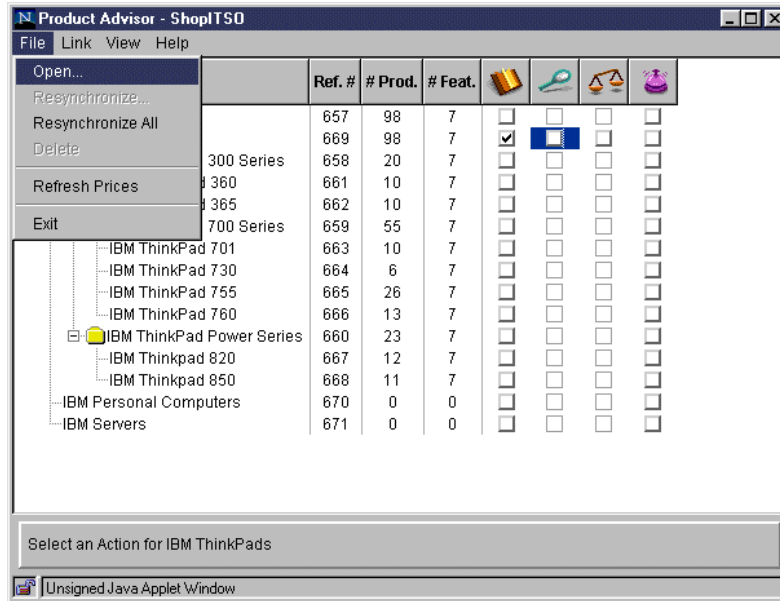 Product Advisor - ShopITSO
File Link View Help
Open...
Resynchronize...
Resynchronize All
Delete
Refresh Prices
Exit
Ref. # # Prod. # Feat.
657 98 7
669 98 7
300 Series 658 20 7
360 661 10 7
365 662 10 7
700 Series 659 55 7
IBM ThinkPad 701 663 10 7
IBM ThinkPad 730 664 6 7
IBM ThinkPad 755 665 26 7
IBM ThinkPad 760 666 13 7
IBM ThinkPad Power Series 660 23 7
IBM Thinkpad 820 667 12 7
IBM Thinkpad 850 668 11 7
IBM Personal Computers 670 0 0
IBM Servers 671 0 0
Select an Action for IBM ThinkPads
Unsigned Java Applet Window